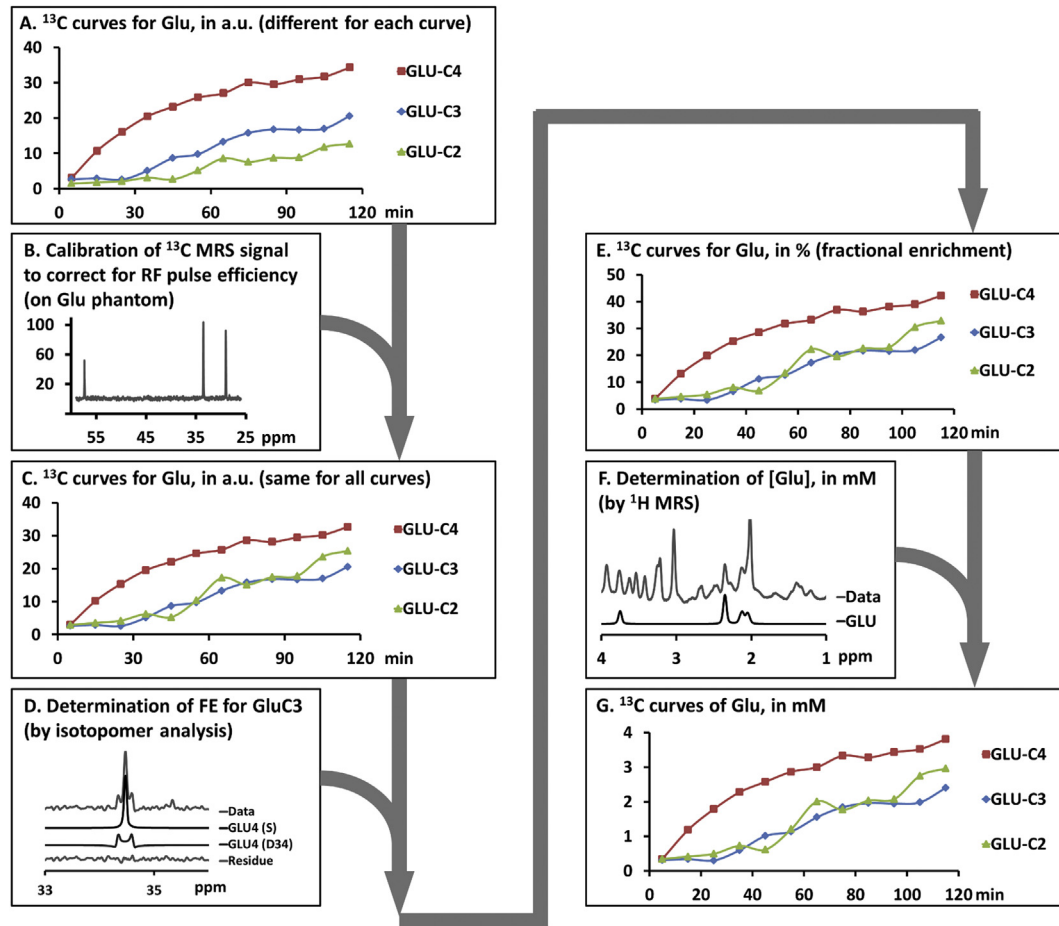 A. ¹³C curves for Glu, in a.u. (different for each curve)
40
30
20
10
0
0 30 60 90 120 min
GLU-C4
GLU-C3
GLU-C2
B. Calibration of ¹³C MRS signal
to correct for RF pulse efficiency
(on Glu phantom)
100
60
20
55 45 35 25 ppm
C. ¹³C curves for Glu, in a.u. (same for all curves)
40
30
20
10
0
0 30 60 90 120 min
GLU-C4
GLU-C3
GLU-C2
D. Determination of FE for GluC3
(by isotopomer analysis)
Data
GLU4 (S)
GLU4 (D34)
Residue
33 35 ppm
E. ¹³C curves for Glu, in % (fractional enrichment)
50
40
30
20
10
0
0 20 40 60 80 100 120 min
GLU-C4
GLU-C3
GLU-C2
F. Determination of [Glu], in mM
(by ¹H MRS)
Data
GLU
4 3 2 1 ppm
G. ¹³C curves of Glu, in mM
4
3
2
1
0
0 20 40 60 80 100 120 min
GLU-C4
GLU-C3
GLU-C2